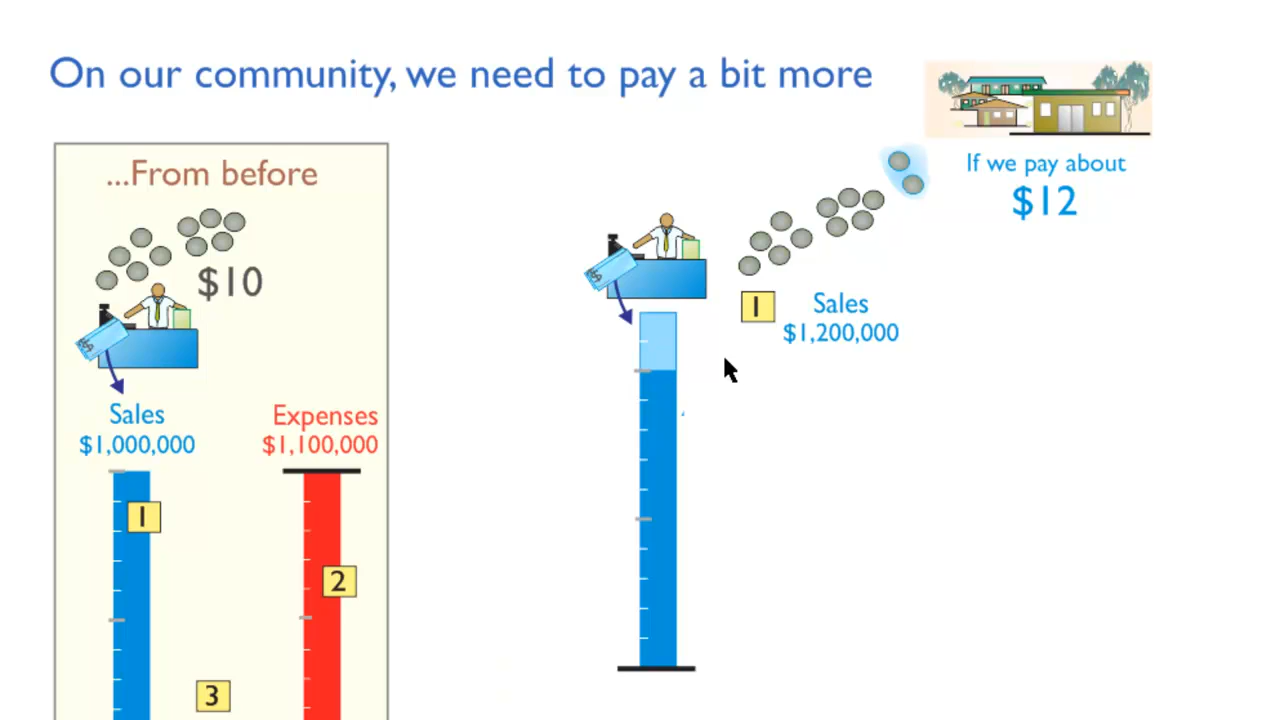 On our community, we need to pay a bit more
...From before
$10
Sales
$1,000,000
Expenses
$1,100,000
1
2
3
If we pay about
$12
1
Sales
$1,200,000